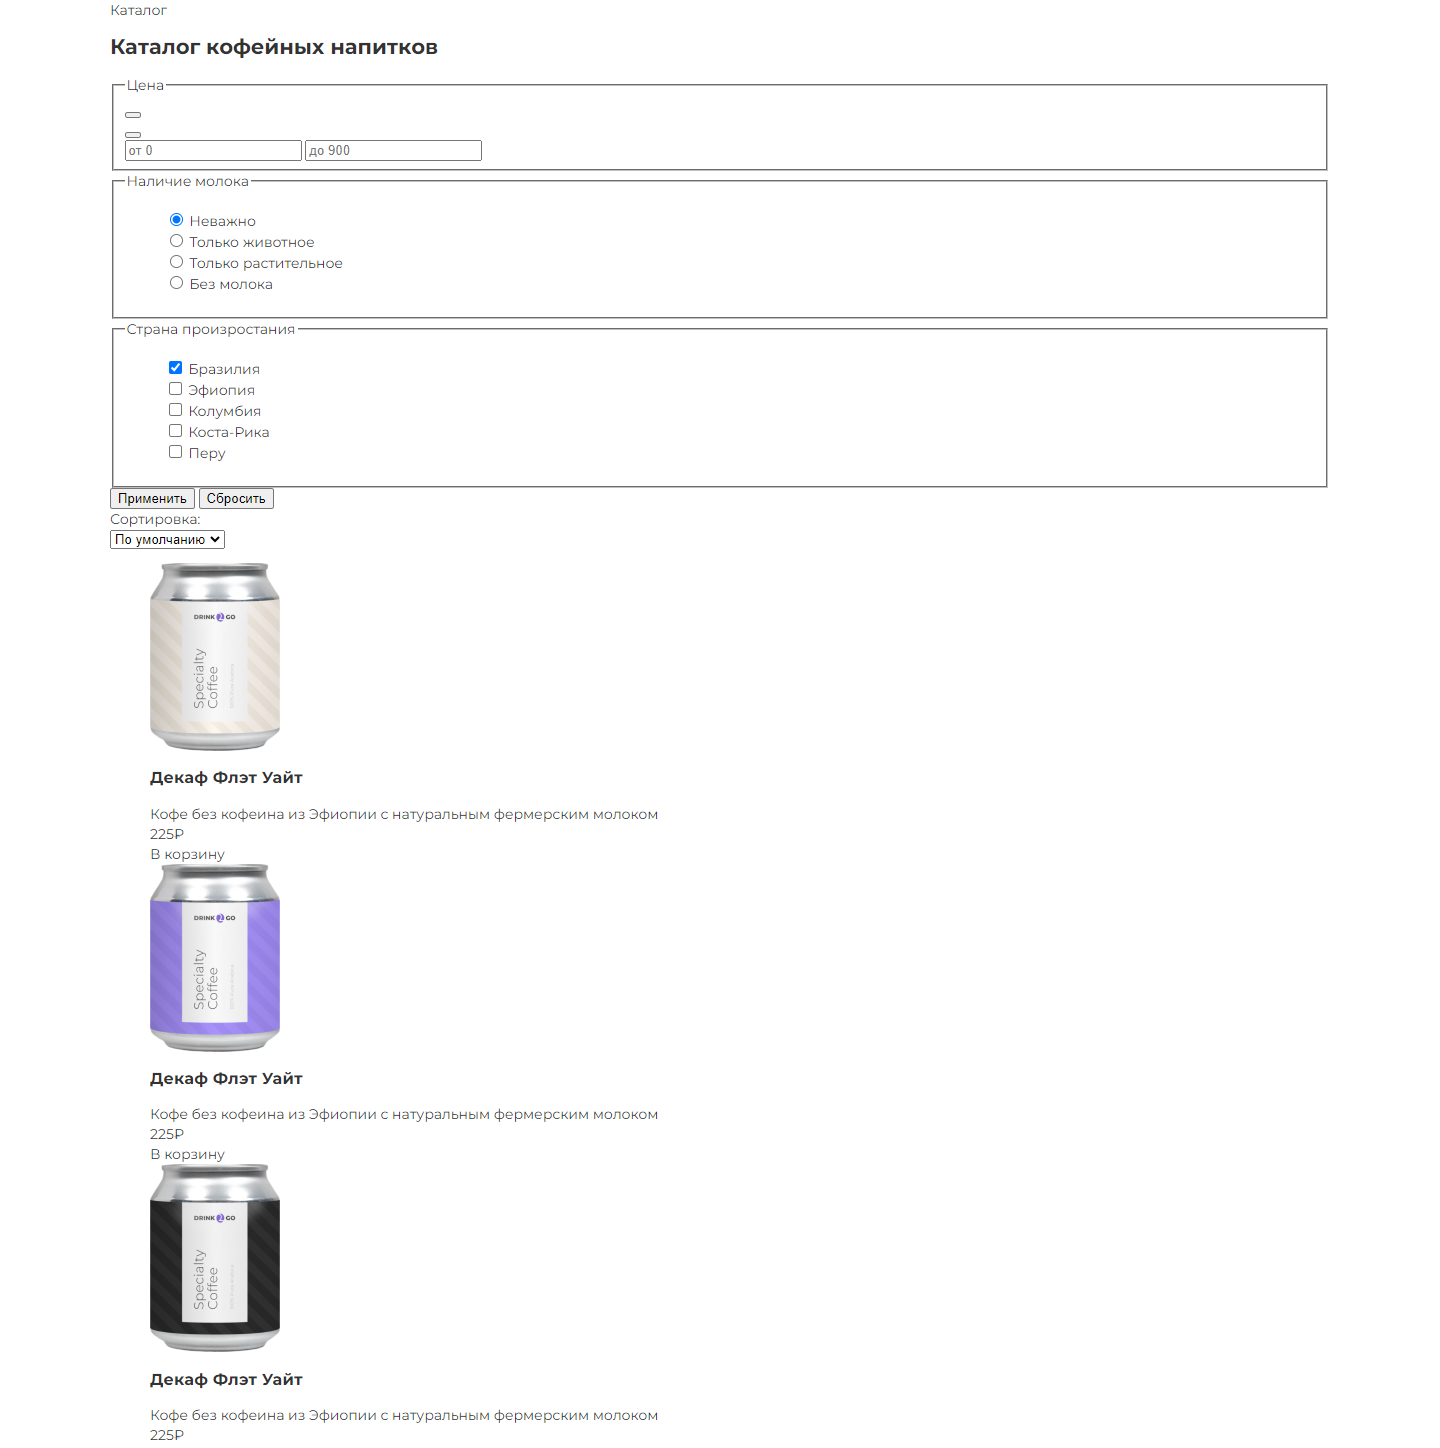 Каталог
Каталог кофейных напитков
Цена
от 0 до 900
Наличие молока
Неважно
Только животное
Только растительное
Без молока
Страна произростания
Бразилия
Эфиопия
Колумбия
Коста-Рика
Перу
Применить Сбросить
Сортировка:
По умолчанию
DRINK 2 GO
Specialty
Coffee
Декаф Флэт Уайт
Кофе без кофеина из Эфиопии с натуральным фермерским молоком
225₽
В корзину
DRINK 2 GO
Specialty
Coffee
Декаф Флэт Уайт
Кофе без кофеина из Эфиопии с натуральным фермерским молоком
225₽
В корзину
DRINK 2 GO
Specialty
Coffee
Декаф Флэт Уайт
Кофе без кофеина из Эфиопии с натуральным фермерским молоком
225₽